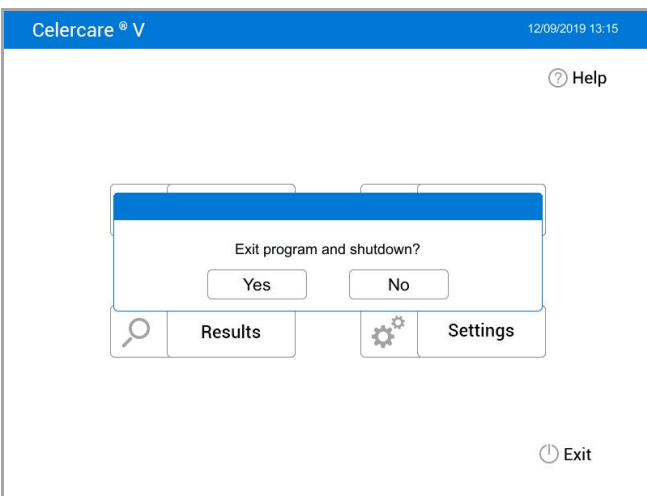 Celercare ® V
12/09/2019 13:15
Help
Exit program and shutdown?
Yes
No
Results
Settings
Exit